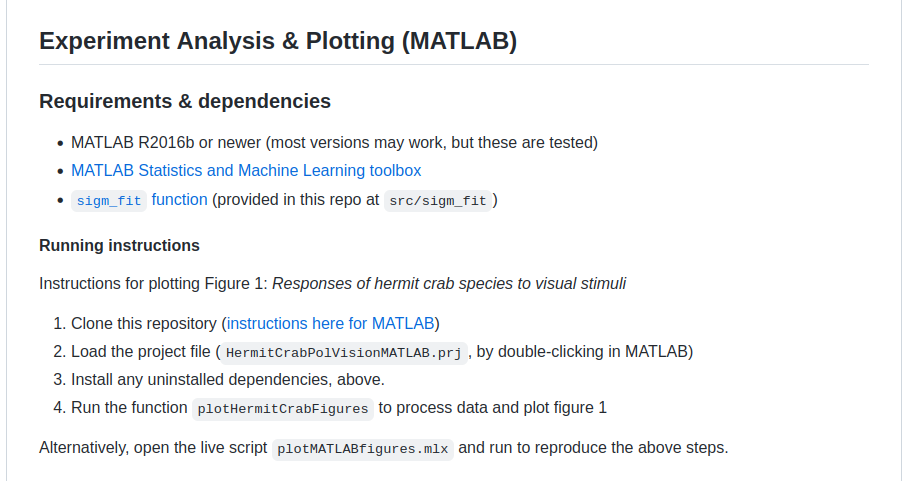 Experiment Analysis & Plotting (MATLAB)
Requirements & dependencies
• MATLAB R2016b or newer (most versions may work, but these are tested)
• MATLAB Statistics and Machine Learning toolbox
• sigm_fit function (provided in this repo at src/sigm_fit )
Running instructions
Instructions for plotting Figure 1: Responses of hermit crab species to visual stimuli
1. Clone this repository (instructions here for MATLAB)
2. Load the project file ( HermitCrabPolVisionMATLAB.prj , by double-clicking in MATLAB)
3. Install any uninstalled dependencies, above.
4. Run the function plotHermitCrabFigures to process data and plot figure 1
Alternatively, open the live script plotMATLABfigures.mlx and run to reproduce the above steps.